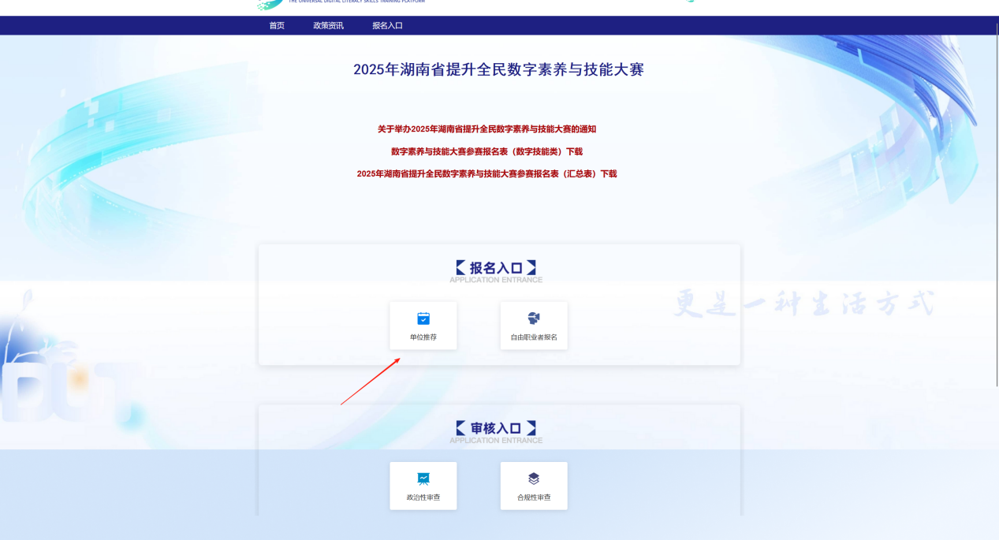 THE UNIVERSAL DIGITAL LITERACY SKILLS TRAINING PLATFORM
首页 政策资讯 报名入口
2025年湖南省提升全民数字素养与技能大赛
关于举办2025年湖南省提升全民数字素养与技能大赛的通知
数字素养与技能大赛参赛报名表（数字技能类）下载
2025年湖南省提升全民数字素养与技能大赛参赛报名表（汇总表）下载
报名入口
APPLICATION ENTRANCE
更是一种生活方式
单位推荐 自由职业者报名
审核入口
APPLICATION ENTRANCE
政治性审查 合规性审查